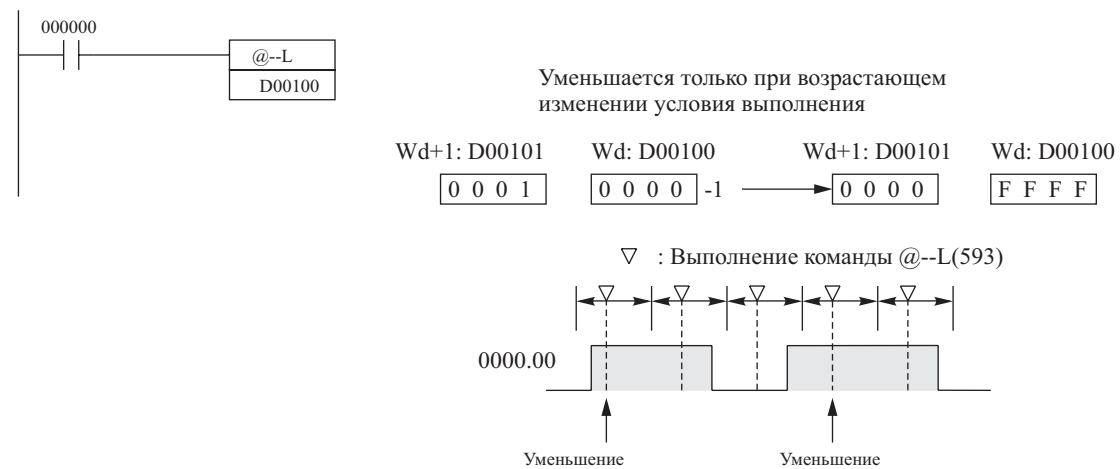 000000
@--L
D00100
Уменьшается только при возрастающем
изменении условия выполнения
Wd+1: D00101 Wd: D00100 Wd+1: D00101 Wd: D00100
0 0 0 1 0 0 0 0 -1 0 0 0 0 F F F F
: Выполнение команды @--L(593)
0000.00
Уменьшение Уменьшение